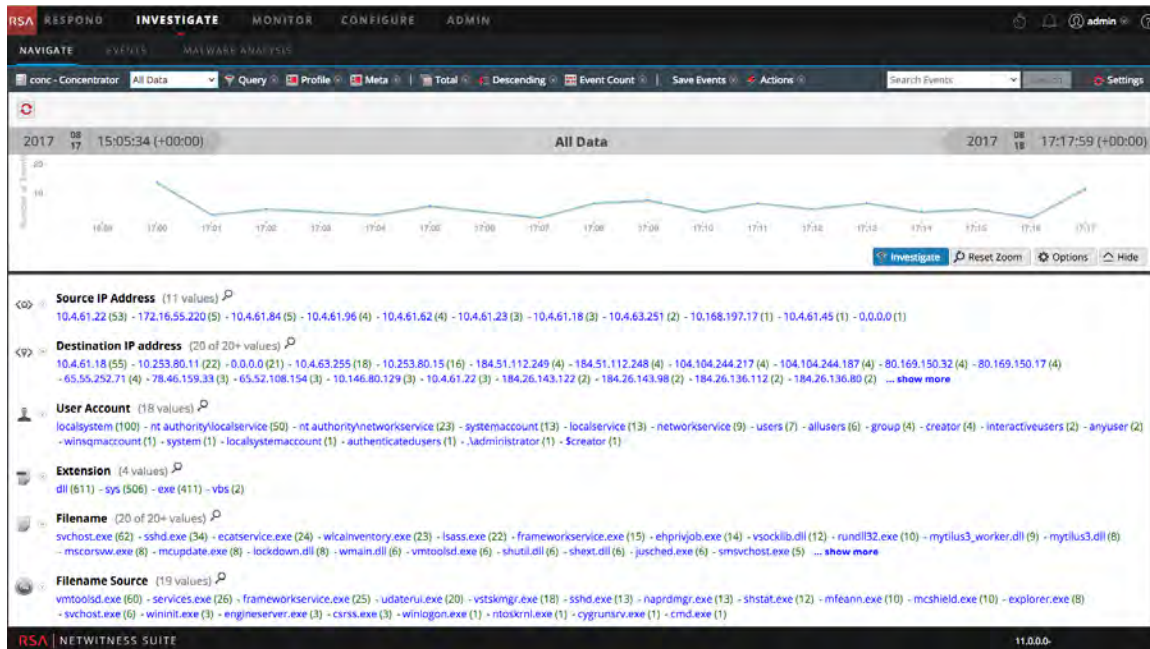 RSA RESPOND INVESTIGATE MONITOR CONFIGURE ADMIN admin
NAVIGATE EVENTS MALWARE ANALYSIS
conc - Concentrator All Data Query Profile Meta | Total Descending Event Count | Save Events Actions Search Events Search Settings
2017 08 17 15:05:34 (+00:00) All Data 2017 08 18 17:17:59 (+00:00)
20
10
17:00 17:01 17:02 17:03 17:04 17:05 17:06 17:07 17:08 17:09 17:10 17:11 17:12 17:13 17:14 17:15 17:16 17:17
Investigate Reset Zoom Options Hide
Source IP Address (11 values)
10.4.61.22 (53) - 172.16.55.220 (5) - 10.4.61.84 (5) - 10.4.61.96 (4) - 10.4.61.62 (4) - 10.4.61.23 (3) - 10.4.61.18 (3) - 10.4.63.251 (2) - 10.168.197.17 (1) - 10.4.61.45 (1) - 0.0.0.0 (1)
Destination IP address (20 of 20+ values)
10.4.61.18 (55) - 10.253.80.11 (22) - 0.0.0.0 (21) - 10.4.63.255 (18) - 10.253.80.15 (16) - 184.51.112.249 (4) - 184.51.112.248 (4) - 104.104.244.217 (4) - 104.104.244.187 (4) - 80.169.150.32 (4) - 80.169.150.17 (4)
- 65.55.252.71 (4) - 78.46.159.33 (3) - 65.52.108.154 (3) - 10.146.80.129 (3) - 10.4.61.22 (3) - 184.26.143.122 (2) - 184.26.143.98 (2) - 184.26.136.112 (2) - 184.26.136.80 (2) ... show more
User Account (18 values)
localsystem (100) - nt authority\localservice (50) - nt authority\networkservice (23) - systemaccount (13) - localservice (13) - networkservice (9) - users (7) - allusers (6) - group (4) - creator (4) - interactiveusers (2) - anyuser (2)
- winsqmaccount (1) - system (1) - localsystemaccount (1) - authenticatedusers (1) - .\administrator (1) - $creator (1)
Extension (4 values)
dll (611) - sys (506) - exe (411) - vbs (2)
Filename (20 of 20+ values)
svchost.exe (62) - sshd.exe (34) - ecatservice.exe (24) - wlcainventory.exe (23) - lsass.exe (22) - frameworkservice.exe (15) - ehprivjob.exe (14) - vsocklib.dll (12) - rundll32.exe (10) - mytilus3_worker.dll (9) - mytilus3.dll (8)
- mscorsvw.exe (8) - mcupdate.exe (8) - lockdown.dll (8) - wmain.dll (6) - vmtoolsd.exe (6) - shutil.dll (6) - shext.dll (6) - jusched.exe (6) - smsvchost.exe (5) ... show more
Filename Source (19 values)
vmtoolsd.exe (60) - services.exe (26) - frameworkservice.exe (25) - udaterui.exe (20) - vstskmgr.exe (18) - sshd.exe (13) - naprdmgr.exe (13) - shstat.exe (12) - mfeann.exe (10) - mcshield.exe (10) - explorer.exe (8)
- svchost.exe (6) - wininit.exe (3) - engineserver.exe (3) - csrss.exe (3) - winlogon.exe (1) - ntoskrnl.exe (1) - cygrunsrv.exe (1) - cmd.exe (1)
RSA | NETWITNESS SUITE 11.0.0.0-